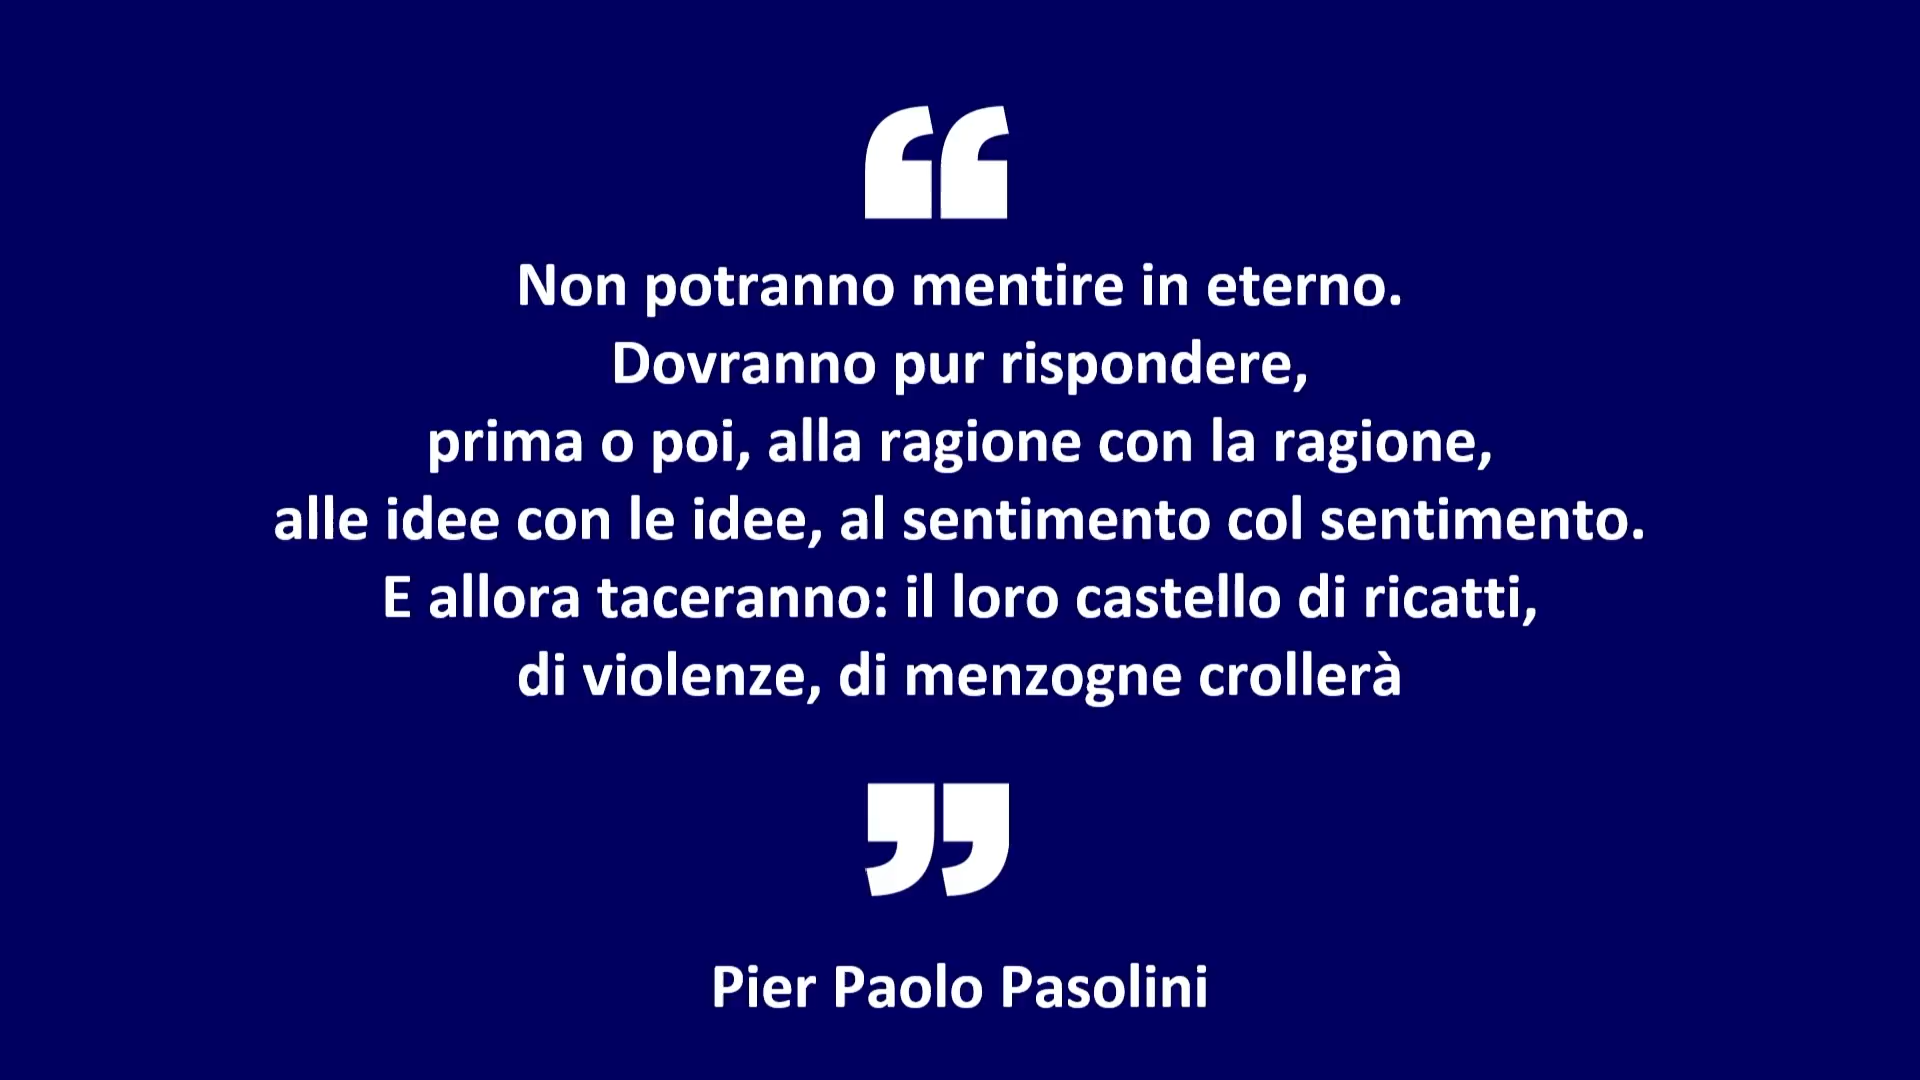 “
Non potranno mentire in eterno.
Dovranno pur rispondere,
prima o poi, alla ragione con la ragione,
alle idee con le idee, al sentimento col sentimento.
E allora taceranno: il loro castello di ricatti,
di violenze, di menzogne crollerà
”
Pier Paolo Pasolini